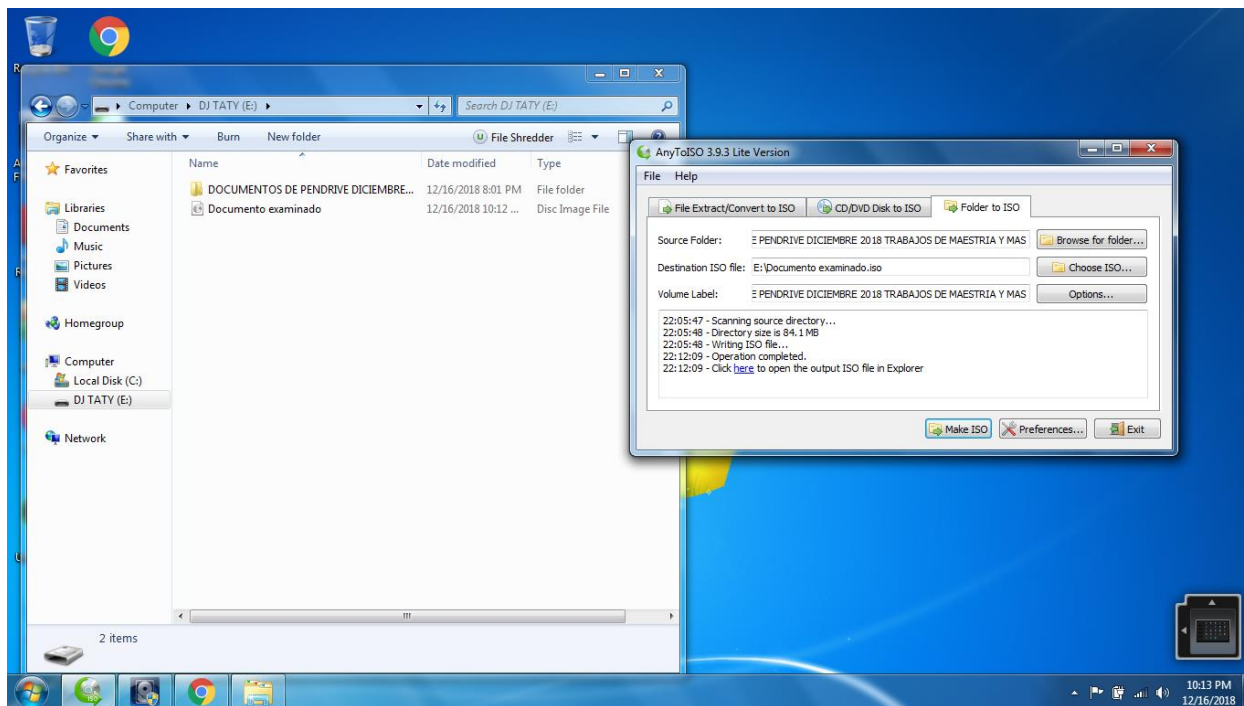 Computer ▸ DJ TATY (E:) ▸
Search DJ TATY (E:)
Organize ▾ Share with ▾ Burn New folder File Shredder
Favorites
Libraries
Documents
Music
Pictures
Videos
Homegroup
Computer
Local Disk (C:)
DJ TATY (E:)
Network
Name Date modified Type
DOCUMENTOS DE PENDRIVE DICIEMBRE... 12/16/2018 8:01 PM File folder
Documento examinado 12/16/2018 10:12 ... Disc Image File
2 items
AnyToISO 3.9.3 Lite Version
File Help
File Extract/Convert to ISO CD/DVD Disk to ISO Folder to ISO
Source Folder: E PENDRIVE DICIEMBRE 2018 TRABAJOS DE MAESTRIA Y MAS Browse for folder...
Destination ISO file: E:\Documento examinado.iso Choose ISO...
Volume Label: E PENDRIVE DICIEMBRE 2018 TRABAJOS DE MAESTRIA Y MAS Options...
22:05:47 - Scanning source directory...
22:05:48 - Directory size is 84.1 MB
22:05:48 - Writing ISO file...
22:12:09 - Operation completed.
22:12:09 - Click here to open the output ISO file in Explorer
Make ISO Preferences... Exit
10:13 PM
12/16/2018